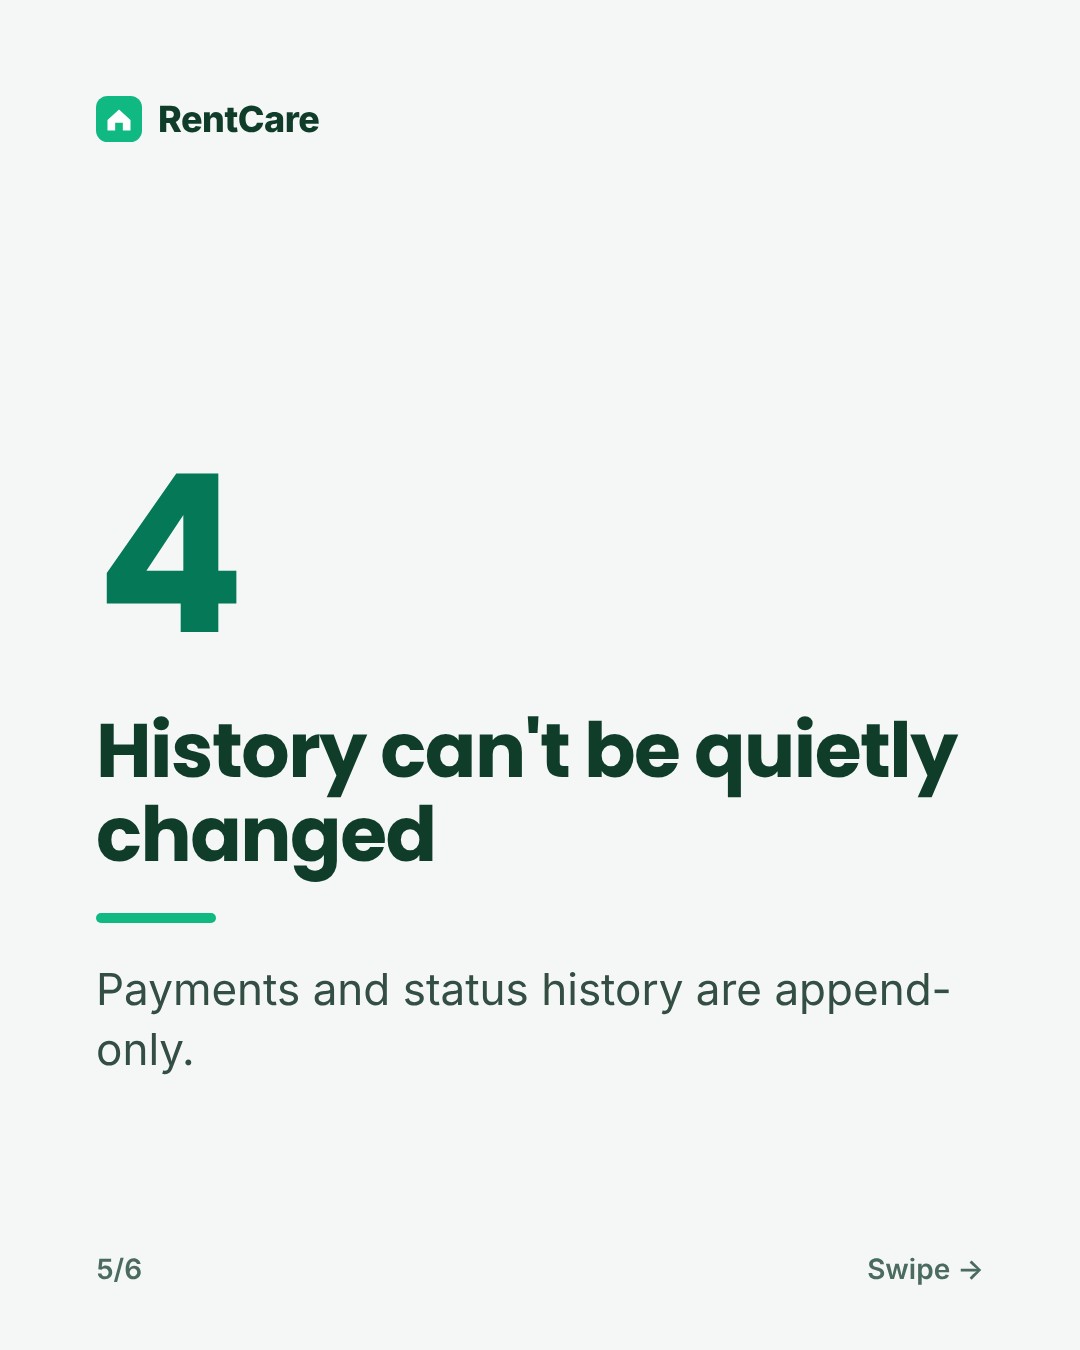 RentCare
4
History can't be quietly
changed
Payments and status history are append-
only.
5/6
Swipe →